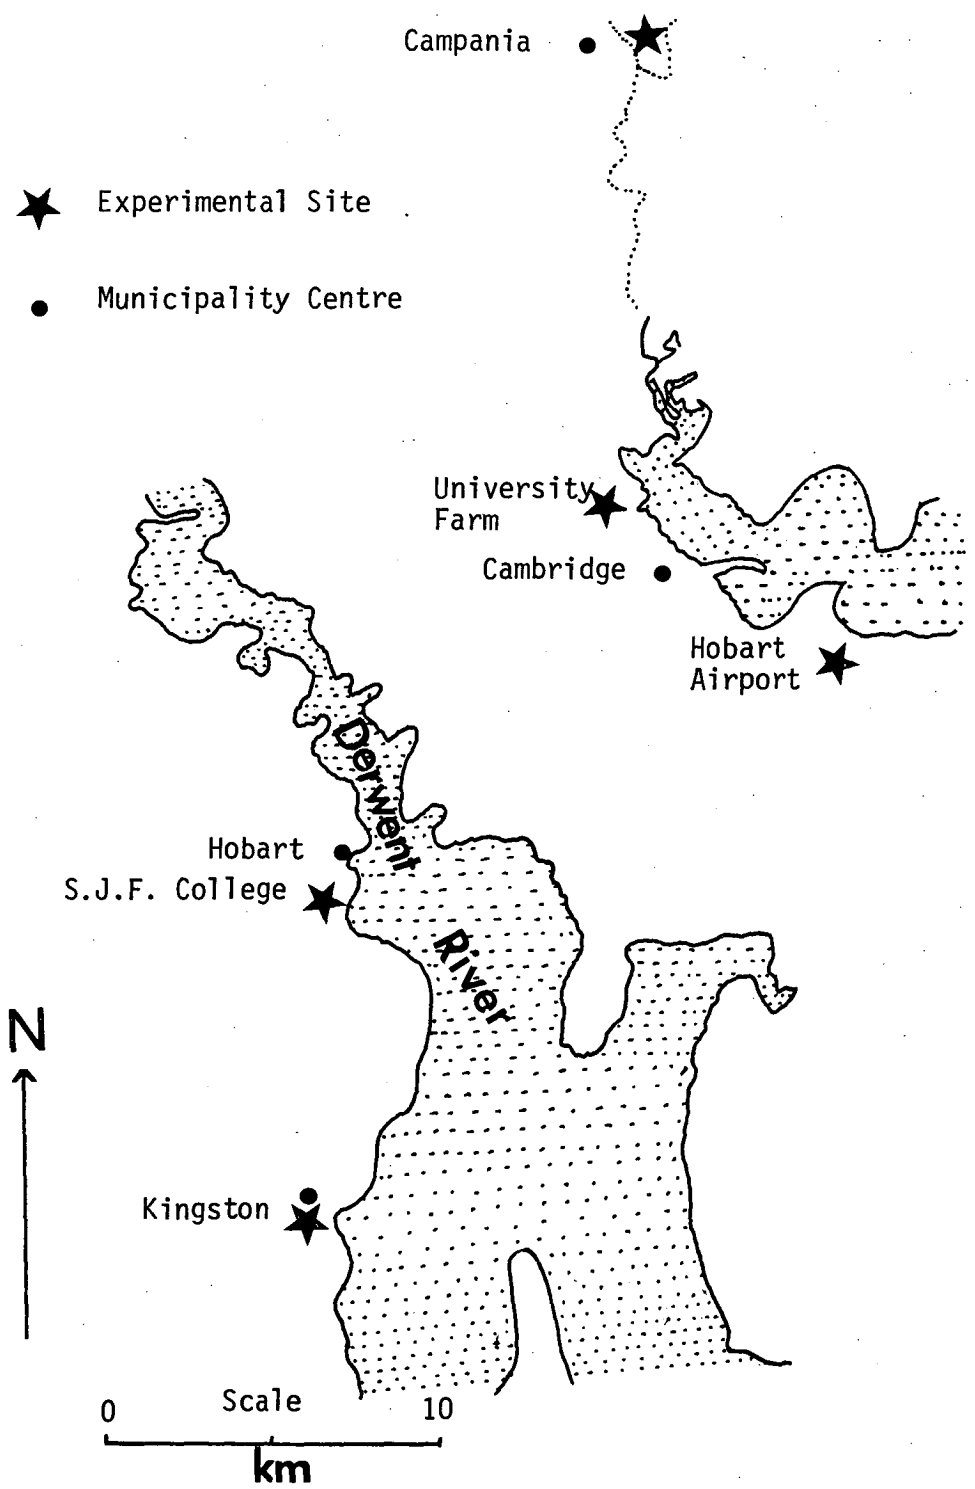 Campania
Experimental Site
Municipality Centre
University
Farm
Cambridge
Hobart
Airport
Derwent
River
Hobart
S.J.F. College
N
Kingston
Scale
0 10
km